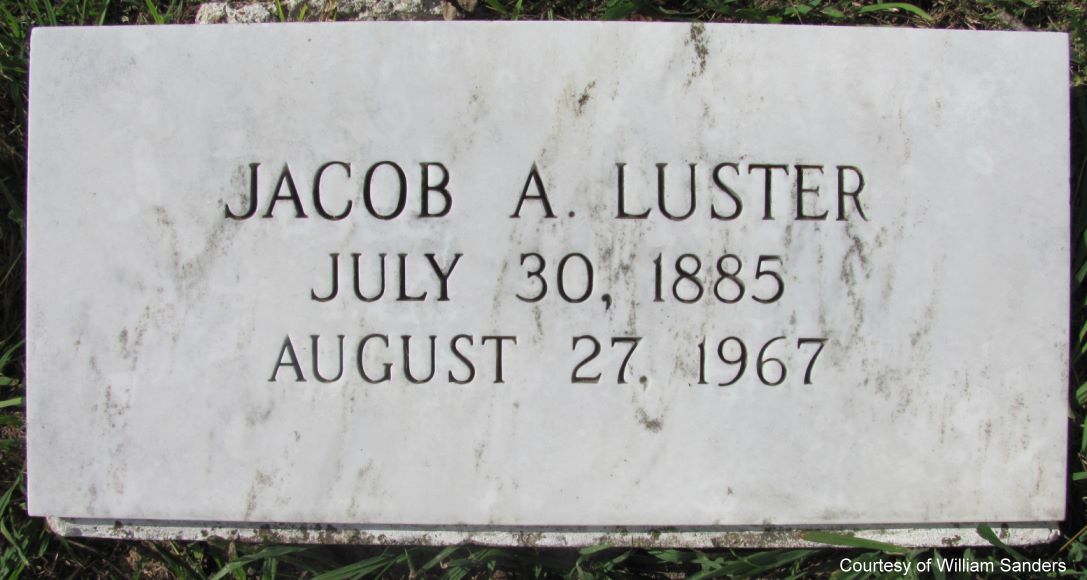 JACOB A. LUSTER
JULY 30, 1885
AUGUST 27, 1967
Courtesy of William Sanders